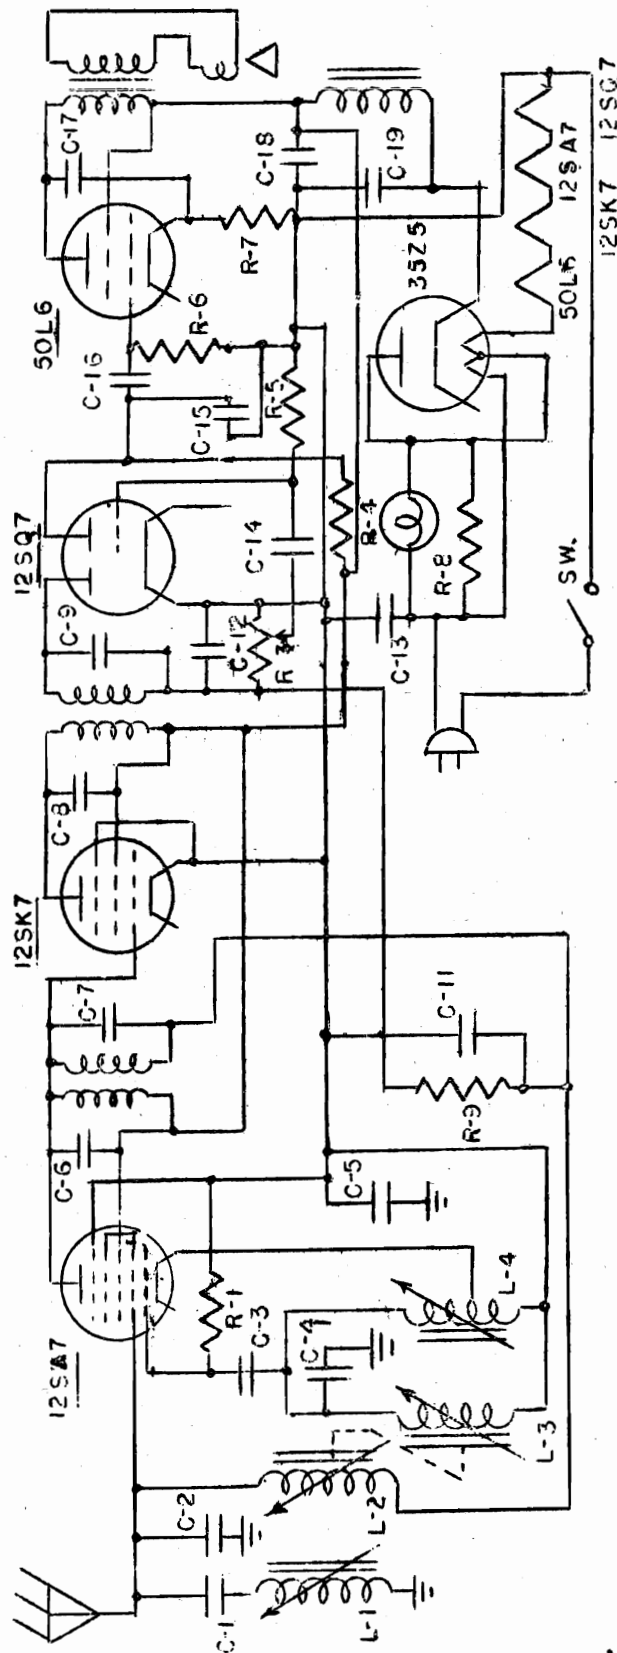 12SA7
12SK7
12SQ7
50L6
C-1
C-2
L-1
L-2
L-3
L-4
C-3
C-4
R-1
C-5
C-6
C-7
R-9
C-11
C-8
C-9
C-12
R 3
C-13
C-14
R-4
R-8
C-15
R-5
C-16
R-6
R-7
C-17
C-18
C-19
35Z5
50L6
12SA7
12SK7
12SQ7
SW.